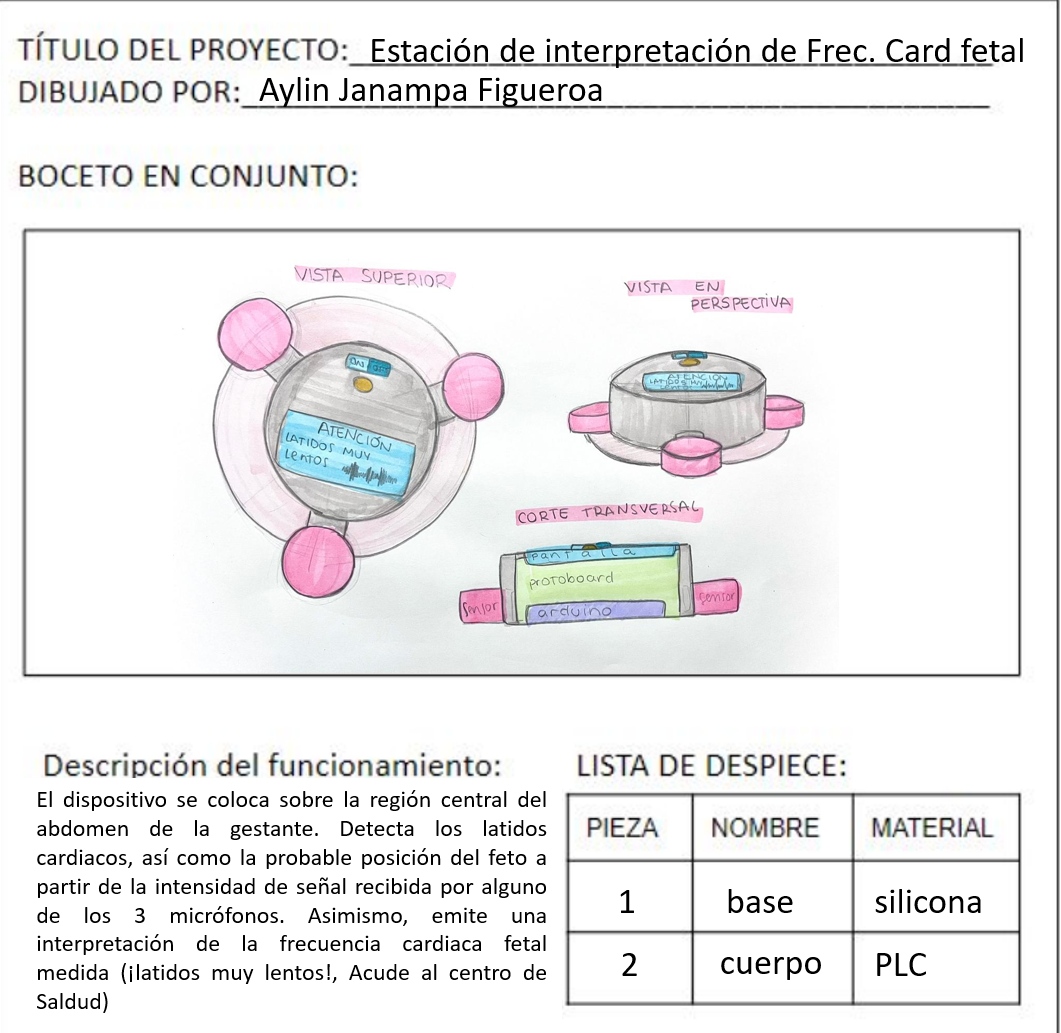 TÍTULO DEL PROYECTO: Estación de interpretación de Frec. Card fetal
DIBUJADO POR: Aylin Janampa Figueroa
BOCETO EN CONJUNTO:
VISTA SUPERIOR
VISTA EN
PERSPECTIVA
ON OFF
ATENCIÓN
LATIDOS MUY
LENTOS
ATENCION
LATIDOS MUY
LENTOS
CORTE TRANSVERSAL
pantalla
protoboard
sensor
arduino
sensor
Descripción del funcionamiento:
El dispositivo se coloca sobre la región central del
abdomen de la gestante. Detecta los latidos
cardiacos, así como la probable posición del feto a
partir de la intensidad de señal recibida por alguno
de los 3 micrófonos. Asimismo, emite una
interpretación de la frecuencia cardiaca fetal
medida (¡latidos muy lentos!, Acude al centro de
Saldud)
LISTA DE DESPIECE:
PIEZA NOMBRE MATERIAL
1 base silicona
2 cuerpo PLC